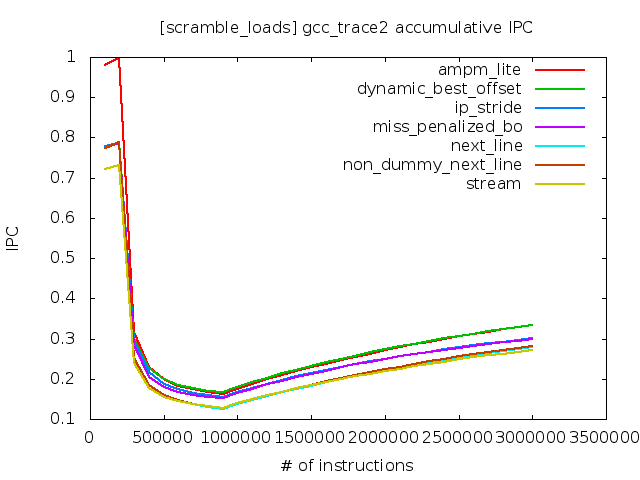 [scramble_loads] gcc_trace2 accumulative IPC
1
0.9
0.8
0.7
0.6
0.5
0.4
0.3
0.2
0.1
IPC
ampm_lite
dynamic_best_offset
ip_stride
miss_penalized_bo
next_line
non_dummy_next_line
stream
0 500000 1000000 1500000 2000000 2500000 3000000 3500000
# of instructions